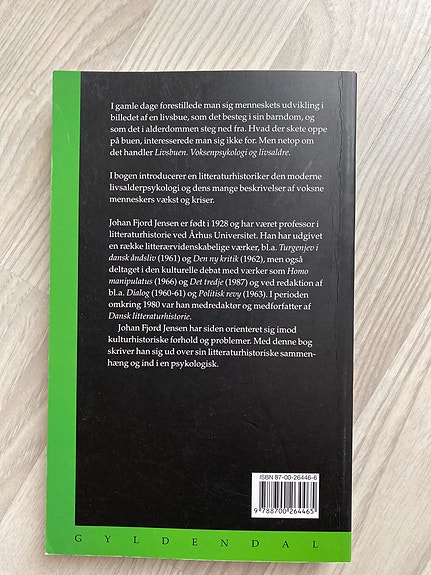 I gamle dage forestillede man sig menneskets udvikling i
billedet af en livsbue, som det besteg i sin barndom, og
som det i alderdommen steg ned fra. Hvad der skete oppe
på buen, interesserede man sig ikke for. Men netop om
det handler Livsbuen. Voksenpsykologi og livsaldre.
I bogen introducerer en litteraturhistoriker den moderne
livsalderpsykologi og dens mange beskrivelser af voksne
menneskers vækst og kriser.
Johan Fjord Jensen er født i 1928 og har været professor i
litteraturhistorie ved Århus Universitet. Han har udgivet
en række litterærvidenskabelige værker, bl.a. Turgenjev i
dansk åndsliv (1961) og Den ny kritik (1962), men også
deltaget i den kulturelle debat med værker som Homo
manipulatus (1966) og Det tredje (1987) og ved redaktion af
bl.a. Dialog (1960-61) og Politisk revy (1963). I perioden
omkring 1980 var han medredaktør og medforfatter af
Dansk litteraturhistorie.
Johan Fjord Jensen har siden orienteret sig imod
kulturhistoriske forhold og problemer. Med denne bog
skriver han sig ud over sin litteraturhistoriske sammen-
hæng og ind i en psykologisk.
ISBN 87-00-26446-6
9 788700 264465
GYLDENDAL